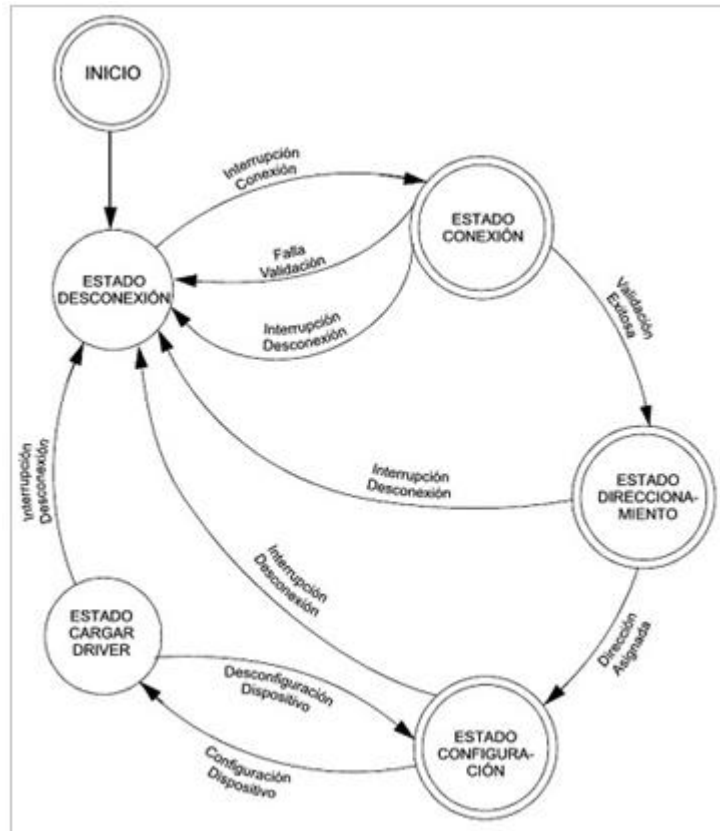 INICIO
Interrupción
Conexión
ESTADO
CONEXIÓN
Falla
Validación
ESTADO
DESCONEXIÓN
Interrupción
Desconexión
Validación
Exitosa
Interrupción
Desconexión
ESTADO
DIRECCIONA-
MIENTO
Interrupción
Desconexión
Interrupción
Desconexión
ESTADO
CARGAR
DRIVER
Dirección
Asignada
Desconfiguración
Dispositivo
ESTADO
CONFIGURA-
CIÓN
Configuración
Dispositivo